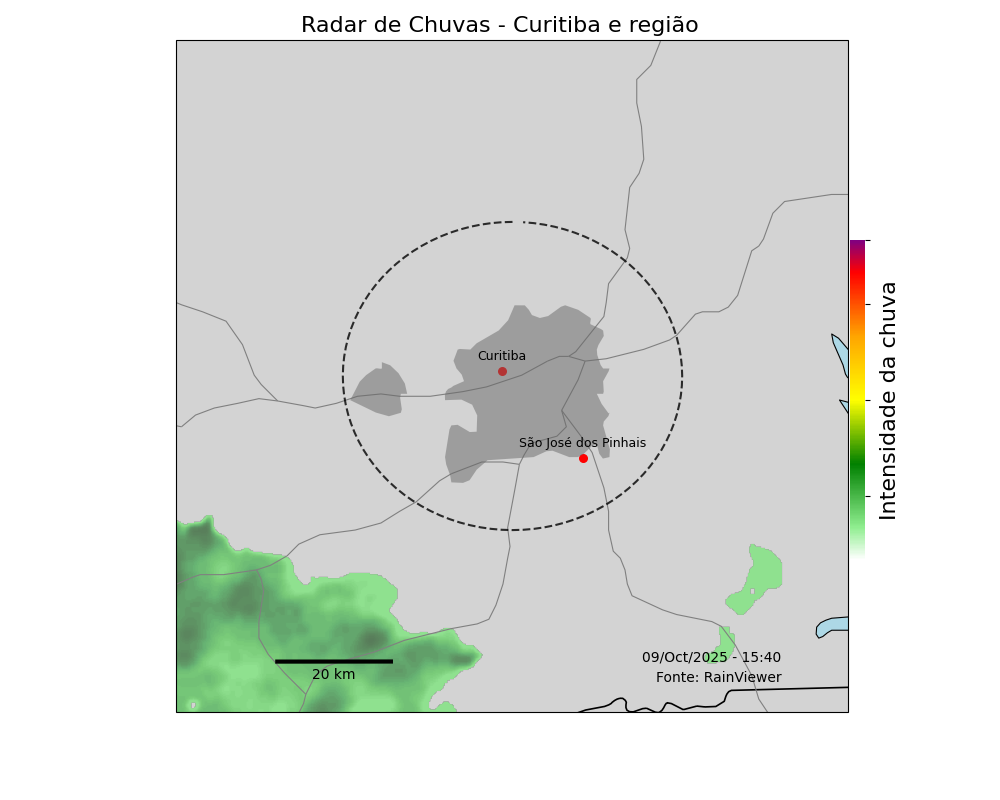 Radar de Chuvas - Curitiba e região
Curitiba
São José dos Pinhais
Intensidade da chuva
09/Oct/2025 - 15:40
20 km
Fonte: RainViewer